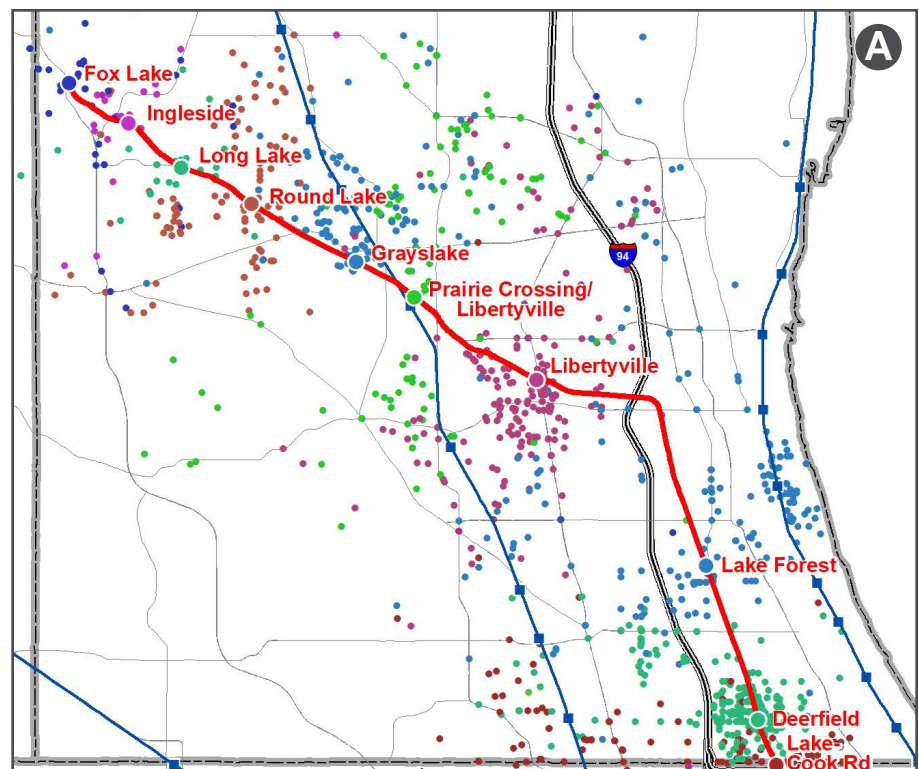 A
Fox Lake
Ingleside
Long Lake
Round Lake
Grayslake
94
Prairie Crossing/
Libertyville
Libertyville
Lake Forest
Deerfield
Lake-
Cook Rd